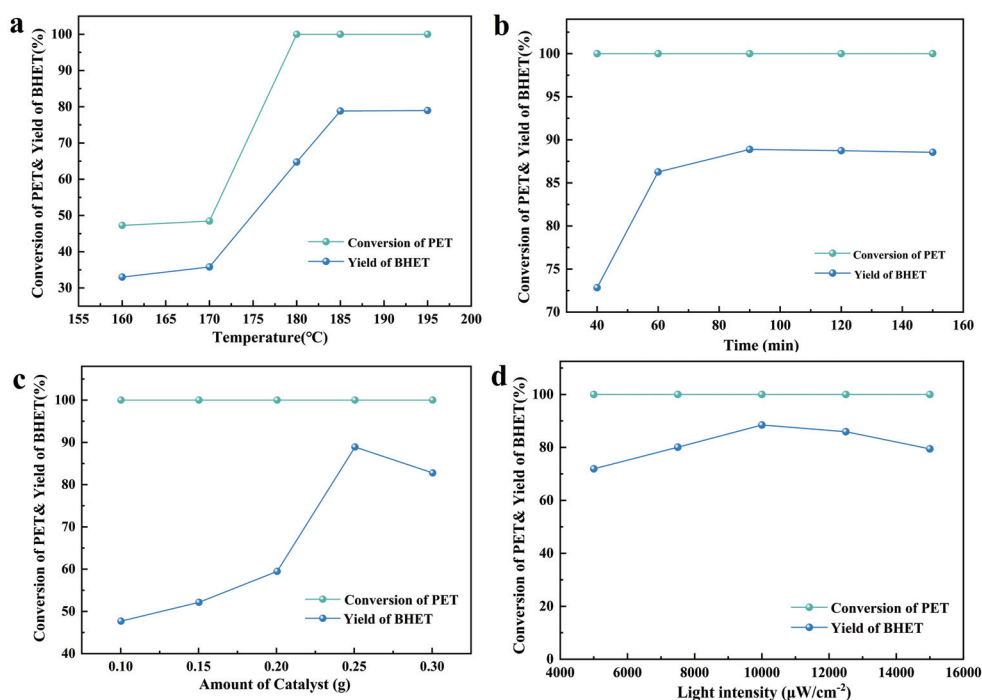 a
Conversion of PET& Yield of BHET(%)
100
90
80
70
60
50
40
30
Conversion of PET
Yield of BHET
155 160 165 170 175 180 185 190 195 200
Temperature(°C)
b
Conversion of PET& Yield of BHET(%)
100
95
90
85
80
75
70
Conversion of PET
Yield of BHET
40 60 80 100 120 140 160
Time (min)
c
Conversion of PET& Yield of BHET(%)
100
90
80
70
60
50
40
Conversion of PET
Yield of BHET
0.10 0.15 0.20 0.25 0.30
Amount of Catalyst (g)
d
Conversion of PET& Yield of BHET(%)
100
80
60
40
20
0
Conversion of PET
Yield of BHET
4000 6000 8000 10000 12000 14000 16000
Light intensity (μW/cm⁻²)